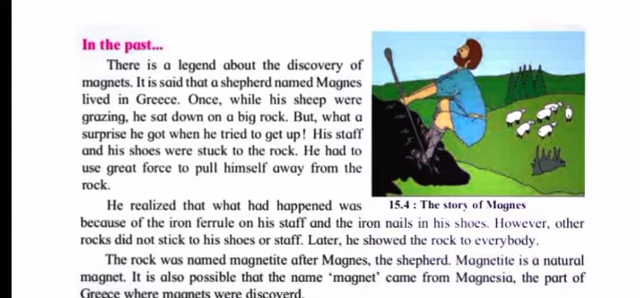 In the past...
There is a legend about the discovery of
magnets. It is said that a shepherd named Magnes
lived in Greece. Once, while his sheep were
grazing, he sat down on a big rock. But, what a
surprise he got when he tried to get up! His staff
and his shoes were stuck to the rock. He had to
use great force to pull himself away from the
rock.
He realized that what had happened was
15.4 : The story of Magnes
because of the iron ferrule on his staff and the iron nails in his shoes. However, other
rocks did not stick to his shoes or staff. Later, he showed the rock to everybody.
The rock was named magnetite after Magnes, the shepherd. Magnetite is a natural
magnet. It is also possible that the name ‘magnet’ came from Magnesia, the part of
Greece where magnets were discoverd.